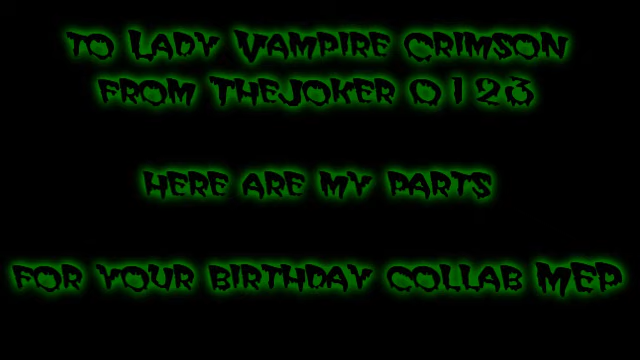 to Lady Vampire Crimson
from TheJoker 0123
here are my parts
for your birthday collab MEP